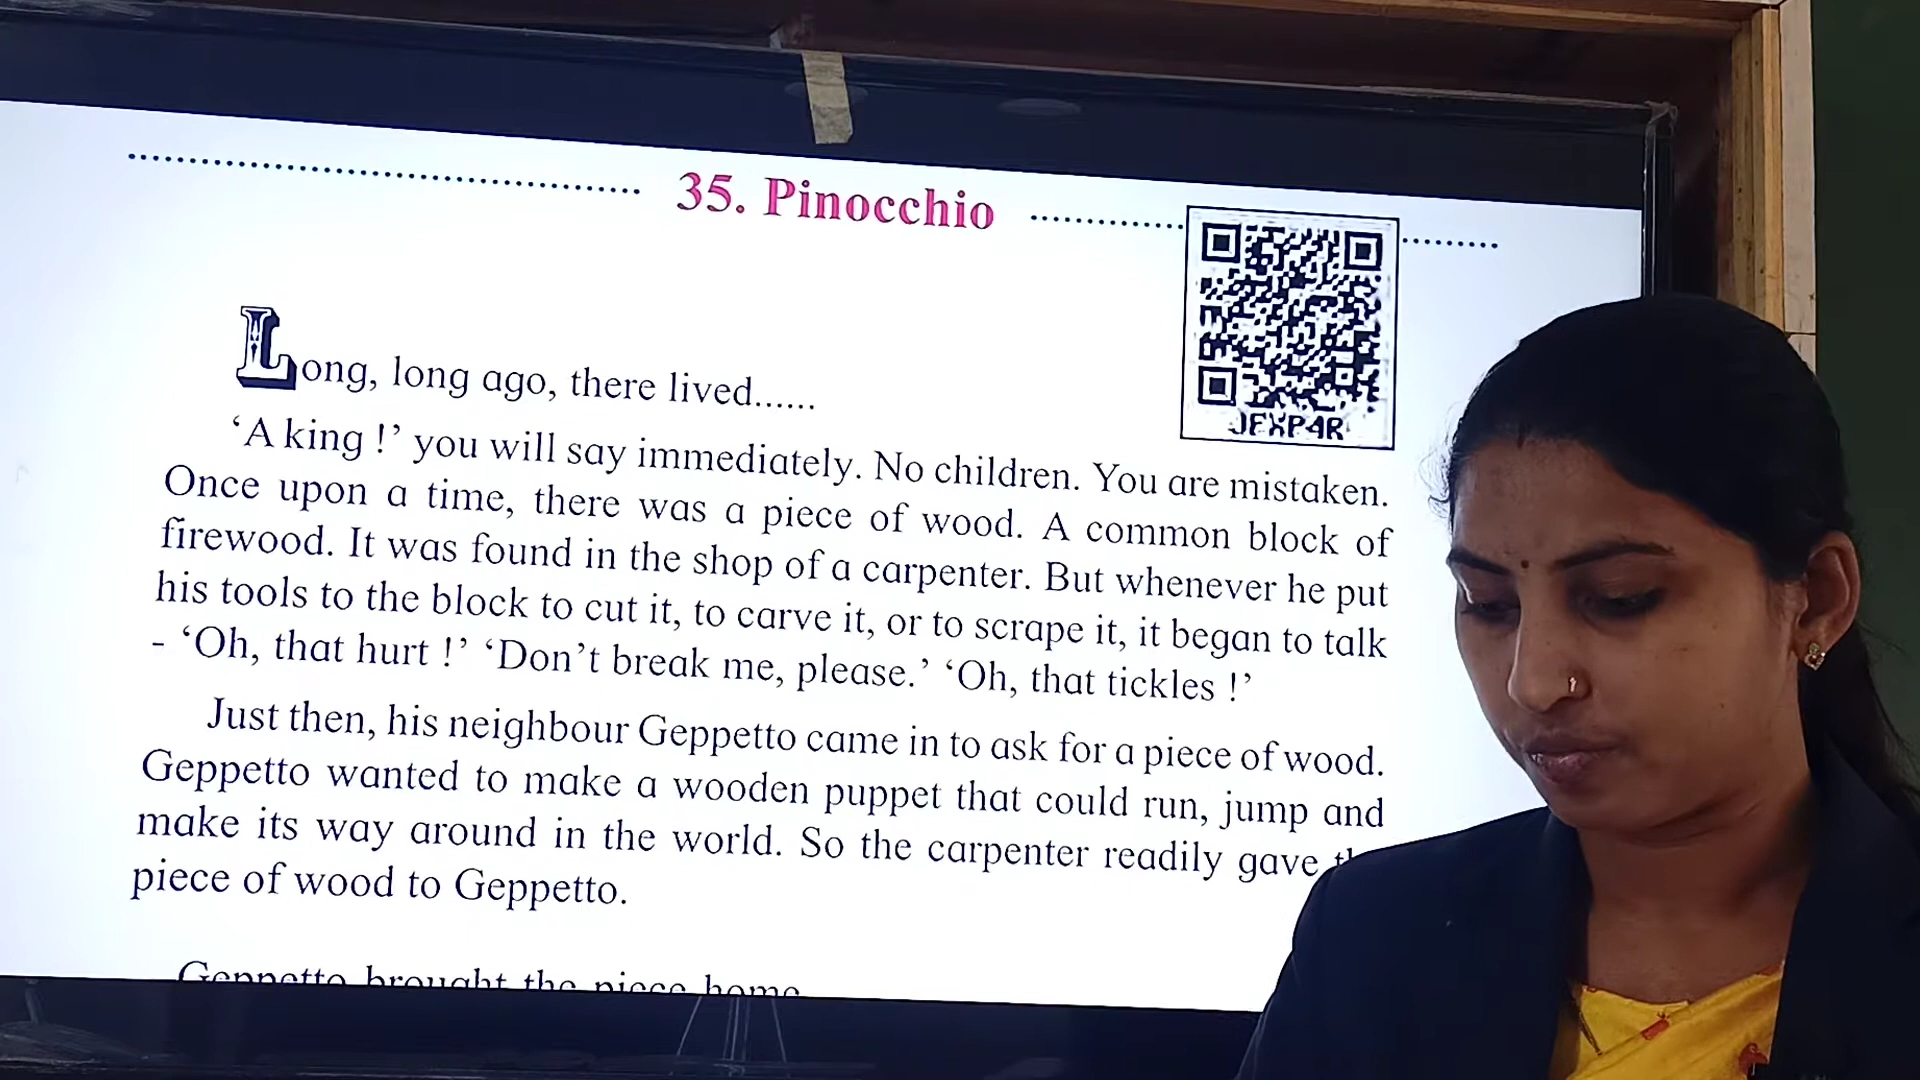 35. Pinocchio
JFXP4R
Long, long ago, there lived......
‘A king !’ you will say immediately. No children. You are mistaken.
Once upon a time, there was a piece of wood. A common block of
firewood. It was found in the shop of a carpenter. But whenever he put
his tools to the block to cut it, to carve it, or to scrape it, it began to talk
- ‘Oh, that hurt !’ ‘Don’t break me, please.’ ‘Oh, that tickles !’
Just then, his neighbour Geppetto came in to ask for a piece of wood.
Geppetto wanted to make a wooden puppet that could run, jump and
make its way around in the world. So the carpenter readily gave
piece of wood to Geppetto.
Geppetto brought the piece home